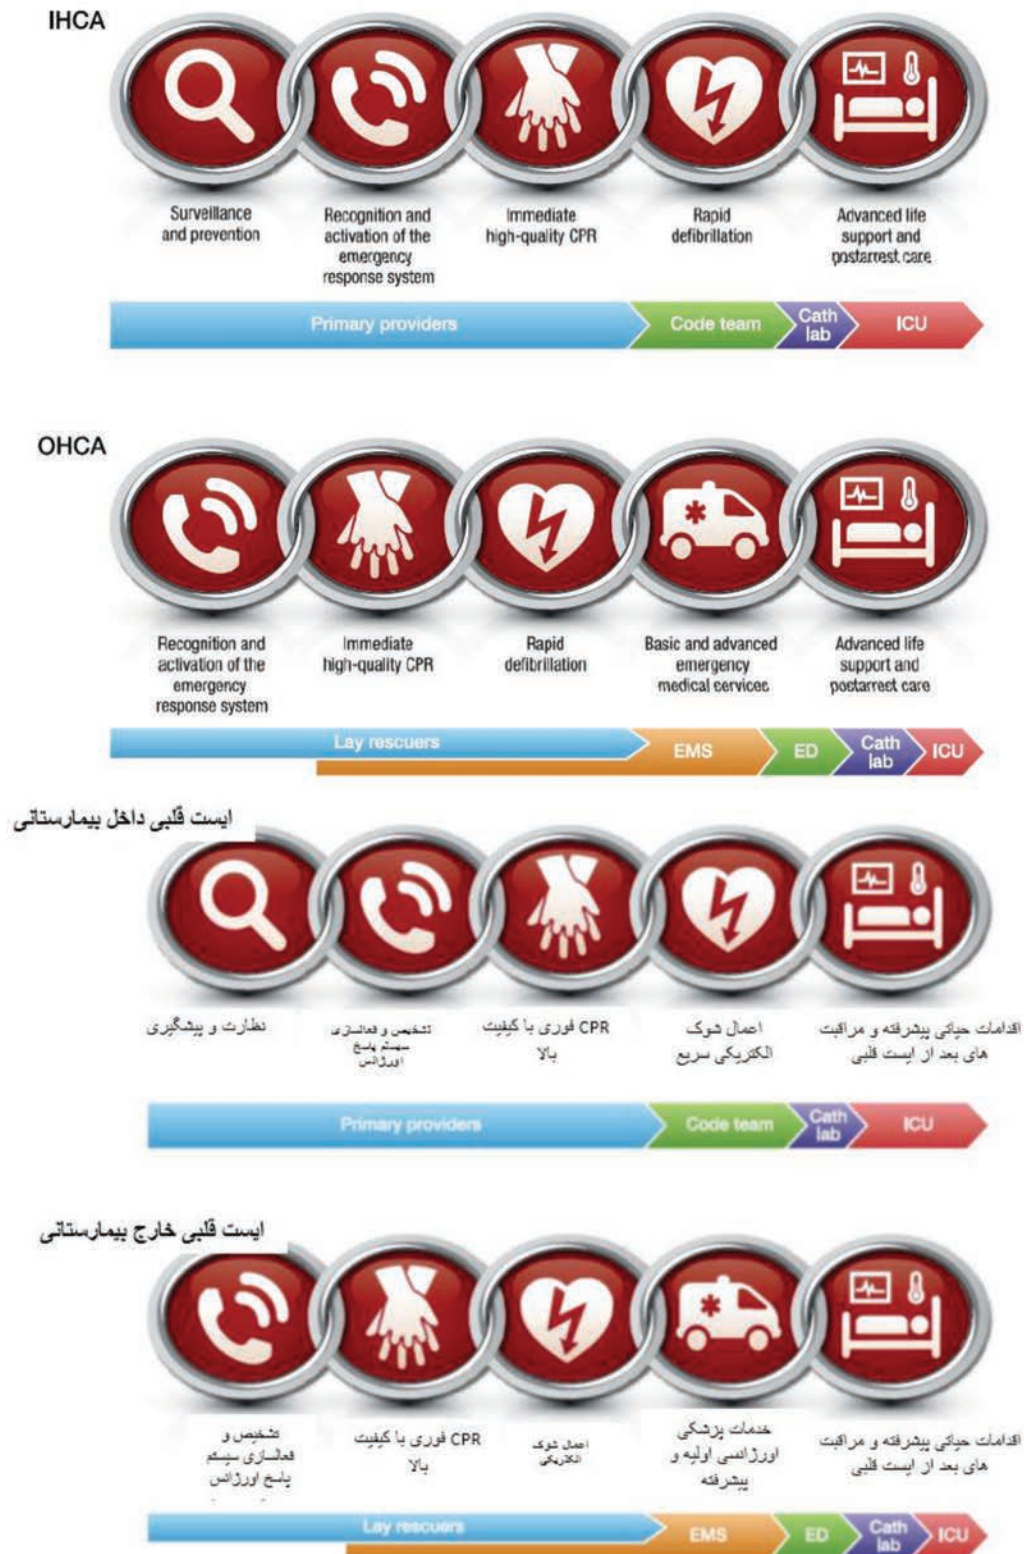 IHCA
Surveillance
and prevention
Recognition and
activation of the
emergency
response system
Immediate
high-quality CPR
Rapid
defibrillation
Advanced life
support and
postarrest care
Primary providers
Code team
Cath
lab
ICU
OHCA
Recognition and
activation of the
emergency
response system
Immediate
high-quality CPR
Rapid
defibrillation
Basic and advanced
emergency
medical services
Advanced life
support and
postarrest care
Lay rescuers
EMS
ED
Cath
lab
ICU
ایست قلبی داخل بیمارستانی
نظارت و پیشگیری
تشخیص و فعالسازی
سیستم پاسخ
اورژانس
CPR فوری با کیفیت
بالا
اعمال شوک
الکتریکی سریع
اقدامات حیاتی پیشرفته و مراقبت
های بعد از ایست قلبی
Primary providers
Code team
Cath
lab
ICU
ایست قلبی خارج بیمارستانی
تشخیص و
فعالسازی سیستم
پاسخ اورژانس
CPR فوری با کیفیت
بالا
اعمال شوک
الکتریکی
خدمات پزشکی
اورژانسی اولیه و
پیشرفته
اقدامات حیاتی پیشرفته و مراقبت
های بعد از ایست قلبی
Lay rescuers
EMS
ED
Cath
lab
ICU